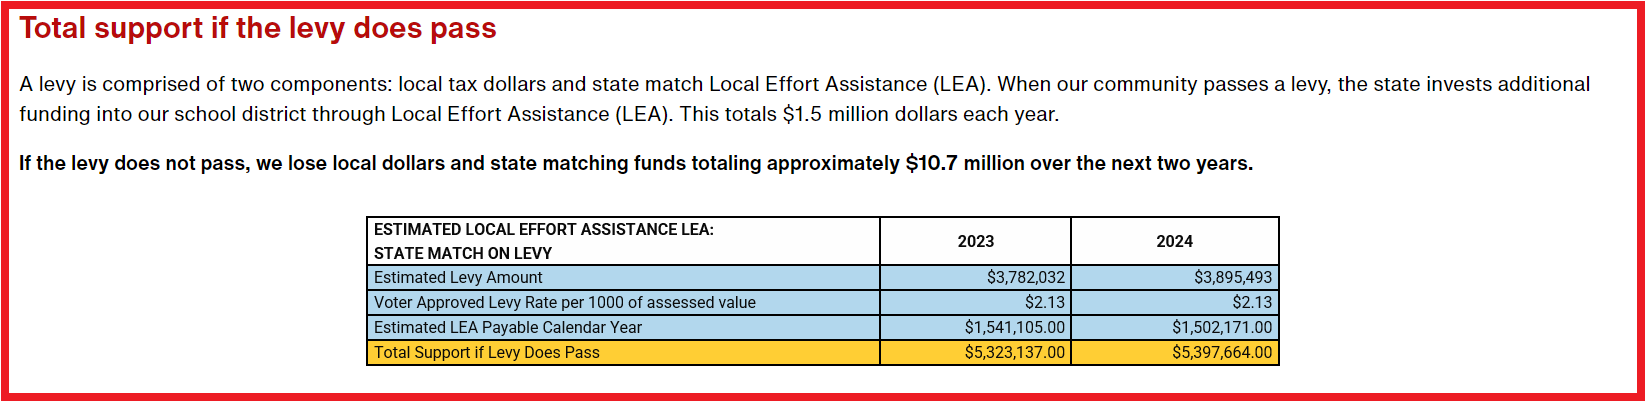 Total support if the levy does pass
A levy is comprised of two components: local tax dollars and state match Local Effort Assistance (LEA). When our community passes a levy, the state invests additional
funding into our school district through Local Effort Assistance (LEA). This totals $1.5 million dollars each year.
If the levy does not pass, we lose local dollars and state matching funds totaling approximately $10.7 million over the next two years.
ESTIMATED LOCAL EFFORT ASSISTANCE LEA:
STATE MATCH ON LEVY 2023 2024
Estimated Levy Amount $3,782,032 $3,895,493
Voter Approved Levy Rate per 1000 of assessed value $2.13 $2.13
Estimated LEA Payable Calendar Year $1,541,105.00 $1,502,171.00
Total Support if Levy Does Pass $5,323,137.00 $5,397,664.00